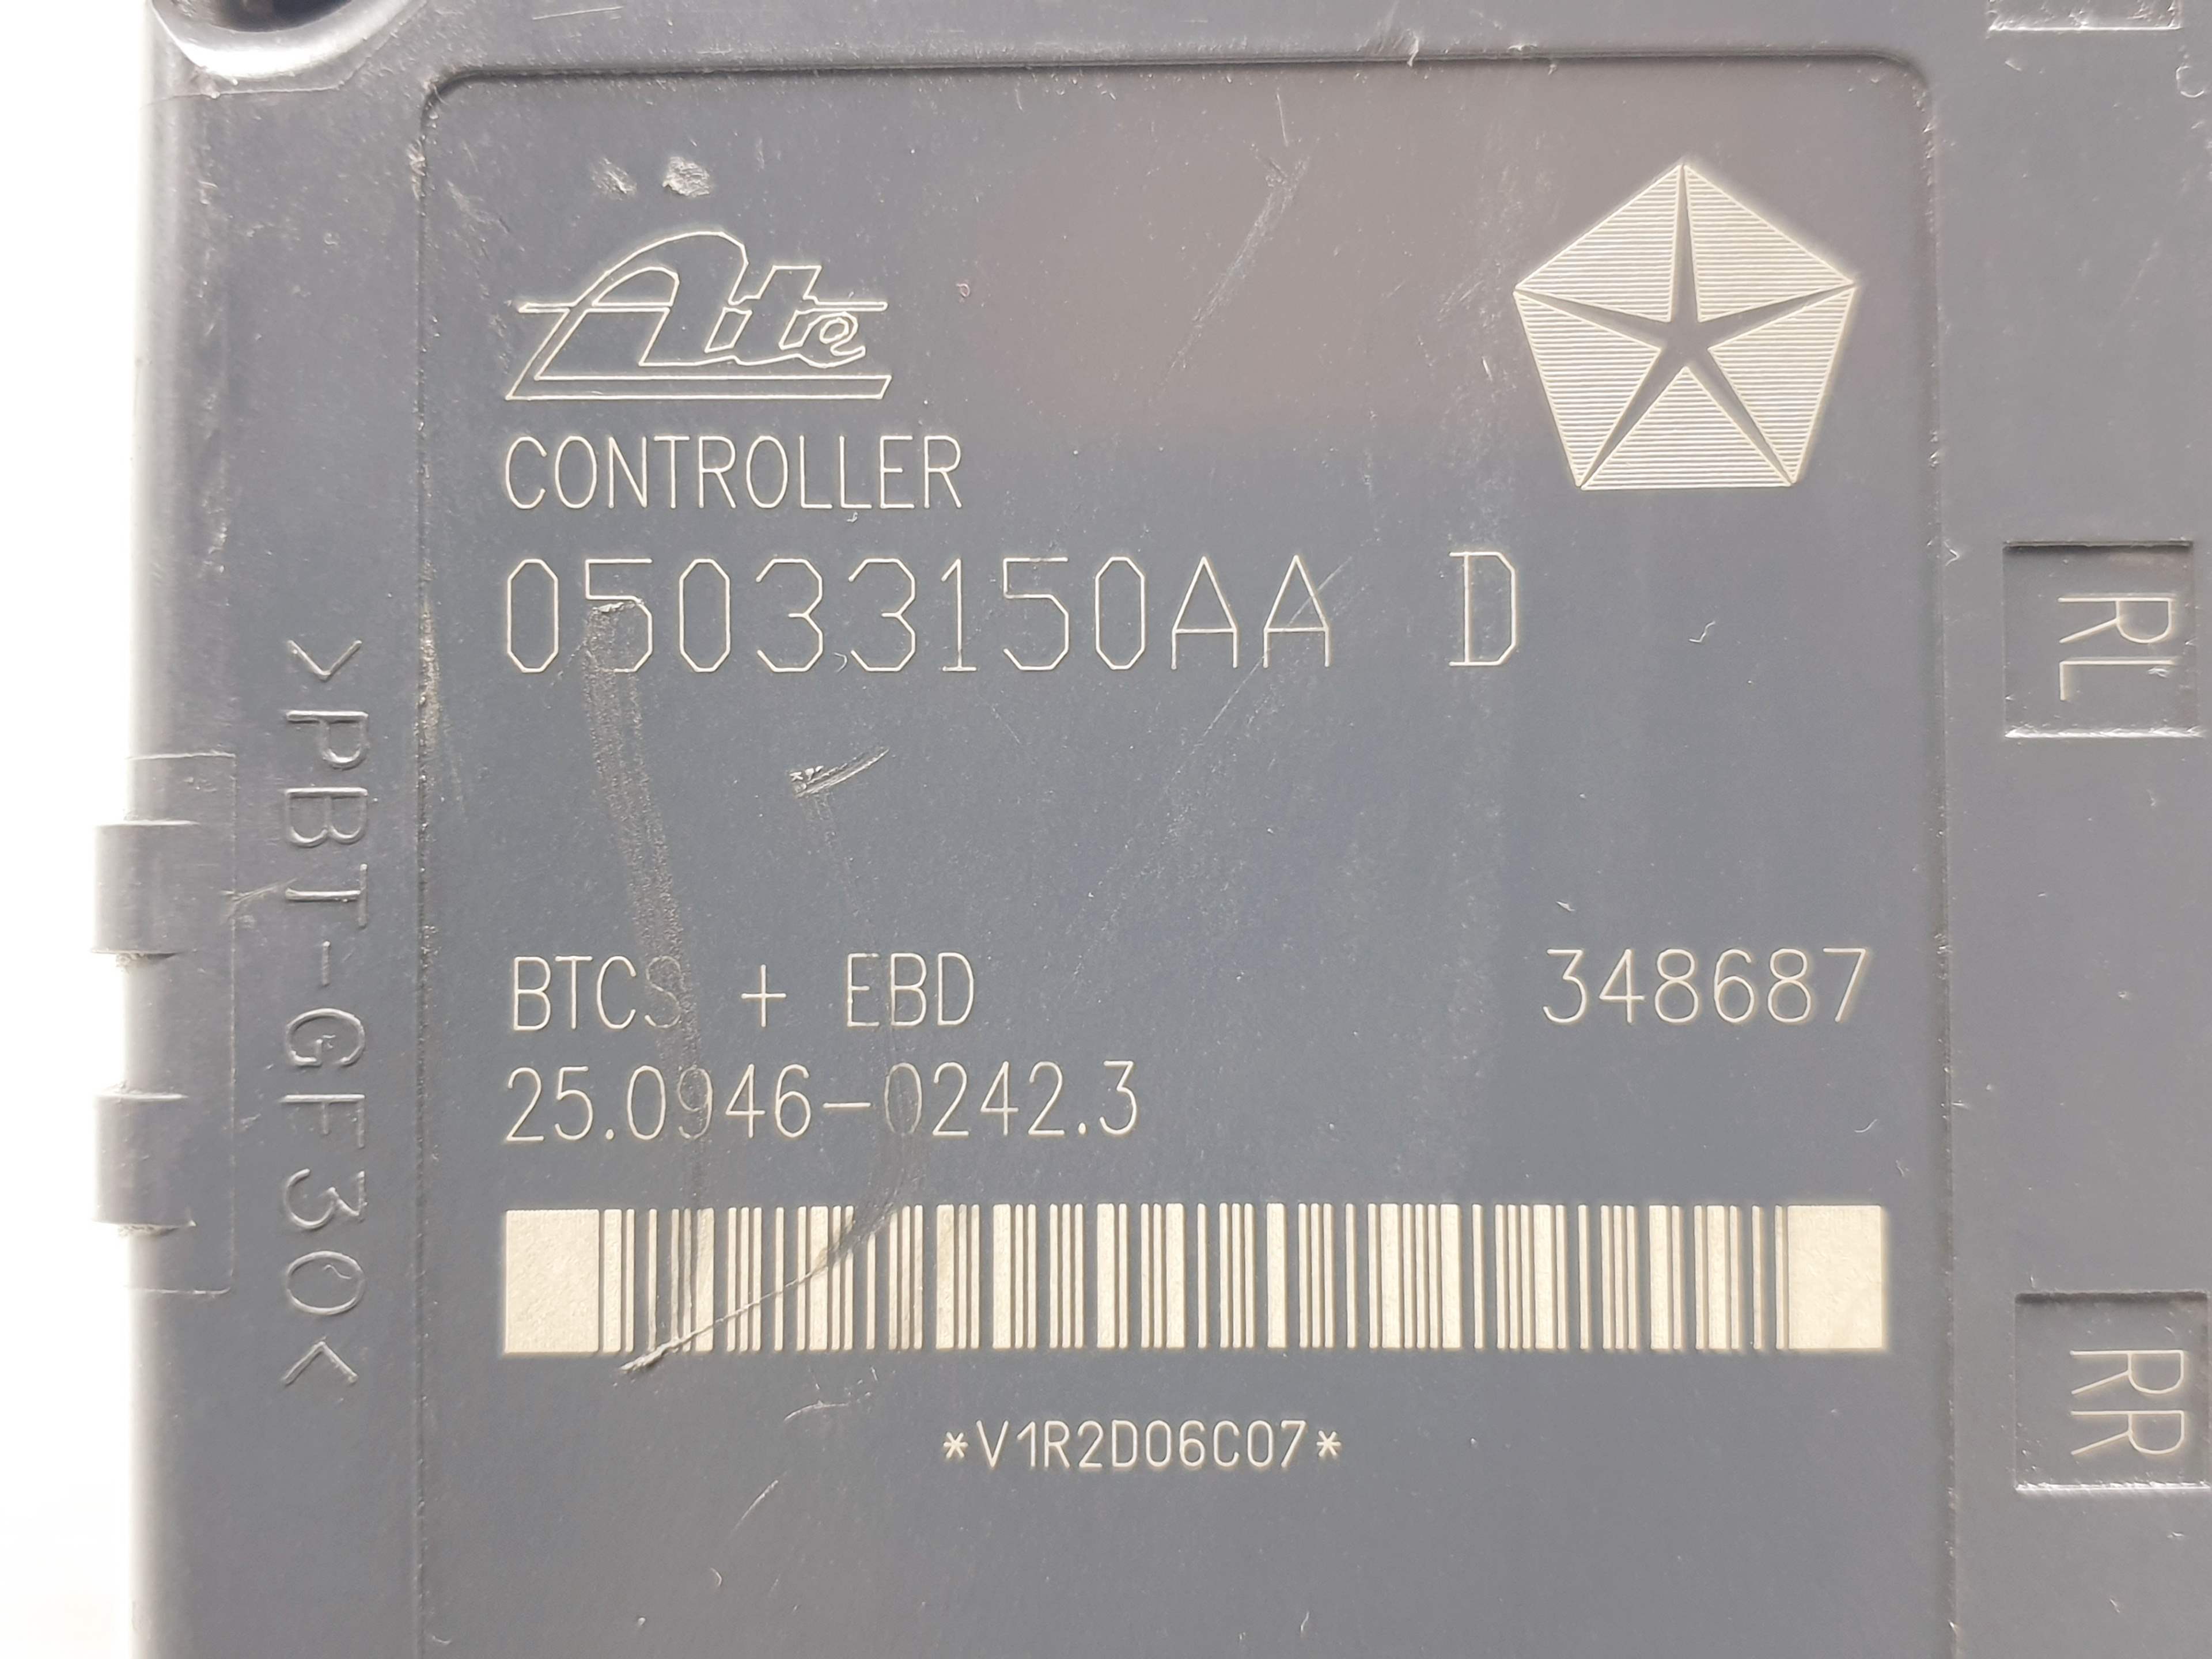 Ate
CONTROLLER
05033150AA D
BTCS + EBD 348687
25.0946-0242.3
*V1R2D06C07*
>PBT-GF30<
RL
RR